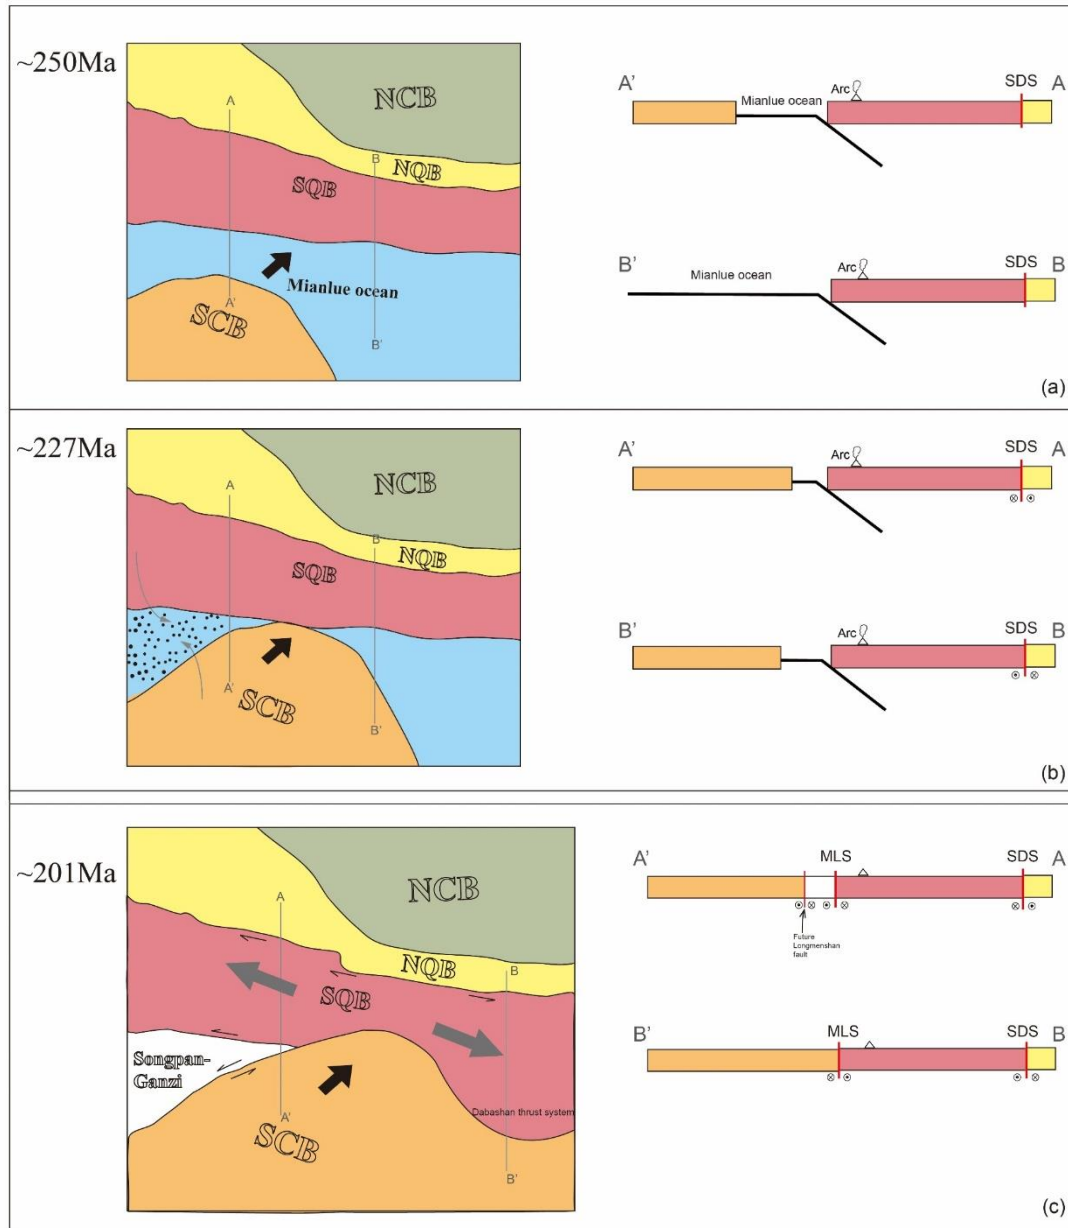 ~250Ma
NCB
A
B
NQB
SQB
Mianlue ocean
A'
SCB
B'
A'
A
SDS
Arc
Mianlue ocean
B'
B
SDS
Arc
Mianlue ocean
(a)
~227Ma
NCB
A
B
NQB
SQB
A'
SCB
B'
A'
A
SDS
Arc
B'
B
SDS
Arc
(b)
~201Ma
NCB
A
NQB
B
SQB
Songpan-
Ganzi
Dabashan thrust system
A'
SCB
B'
A'
MLS
SDS
A
Future
Longmenshan
fault
B'
MLS
SDS
B
(c)